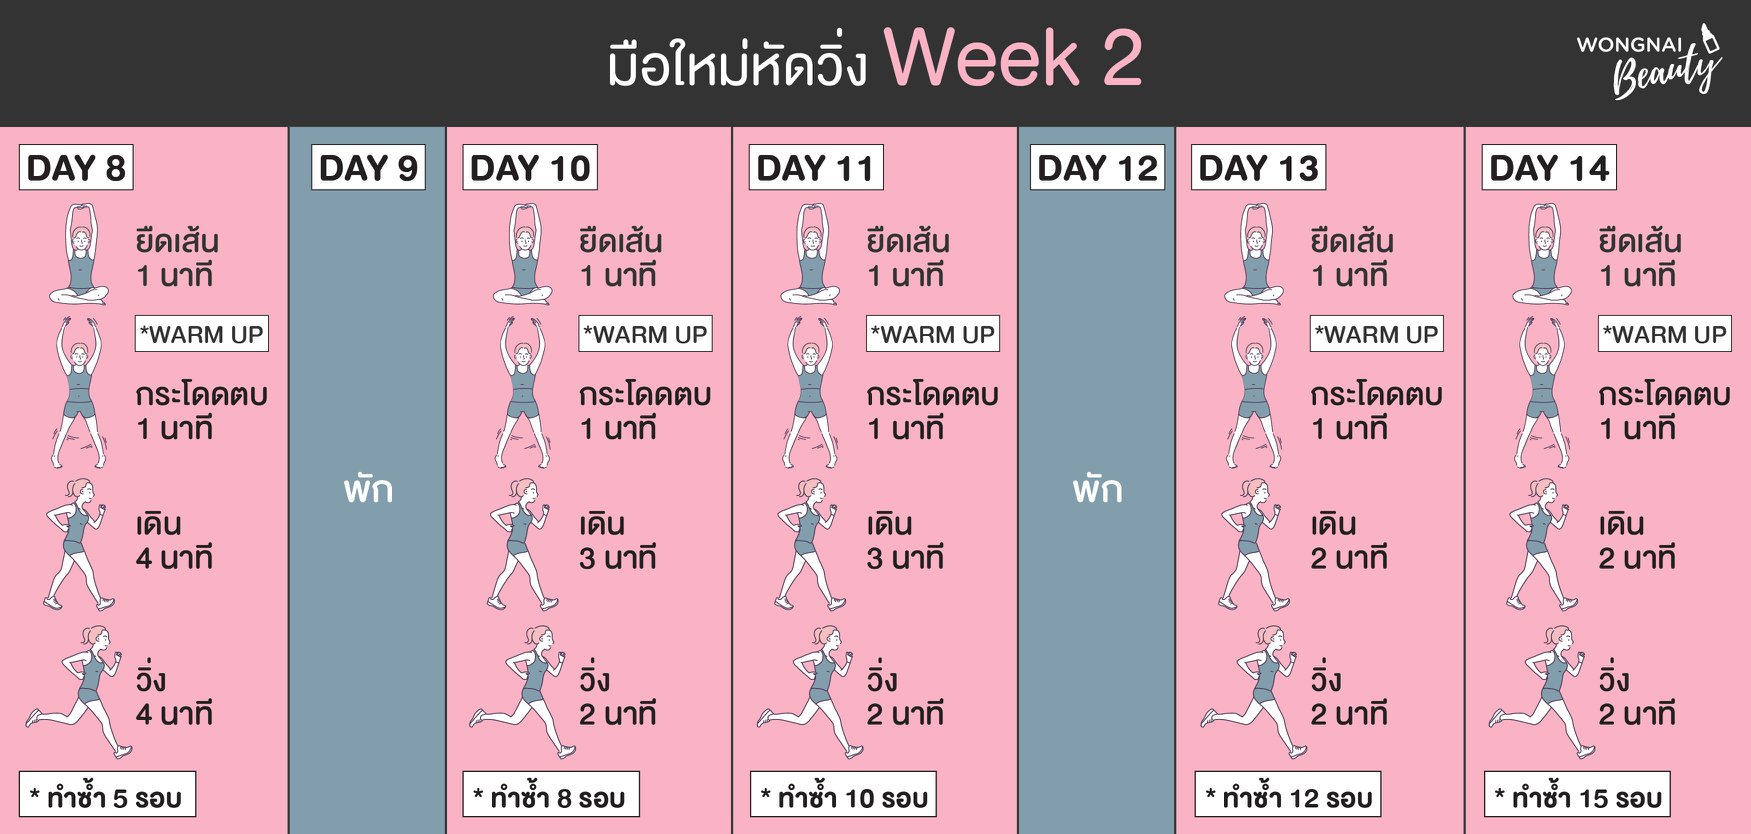 มือใหม่หัดวิ่ง Week 2
WONGNAI
Beauty
DAY 8
ยืดเส้น
1 นาที
*WARM UP
กระโดดตบ
1 นาที
เดิน
4 นาที
วิ่ง
4 นาที
* ทำซ้ำ 5 รอบ
DAY 9
พัก
DAY 10
ยืดเส้น
1 นาที
*WARM UP
กระโดดตบ
1 นาที
เดิน
3 นาที
วิ่ง
2 นาที
* ทำซ้ำ 8 รอบ
DAY 11
ยืดเส้น
1 นาที
*WARM UP
กระโดดตบ
1 นาที
เดิน
3 นาที
วิ่ง
2 นาที
* ทำซ้ำ 10 รอบ
DAY 12
พัก
DAY 13
ยืดเส้น
1 นาที
*WARM UP
กระโดดตบ
1 นาที
เดิน
2 นาที
วิ่ง
2 นาที
* ทำซ้ำ 12 รอบ
DAY 14
ยืดเส้น
1 นาที
*WARM UP
กระโดดตบ
1 นาที
เดิน
2 นาที
วิ่ง
2 นาที
* ทำซ้ำ 15 รอบ